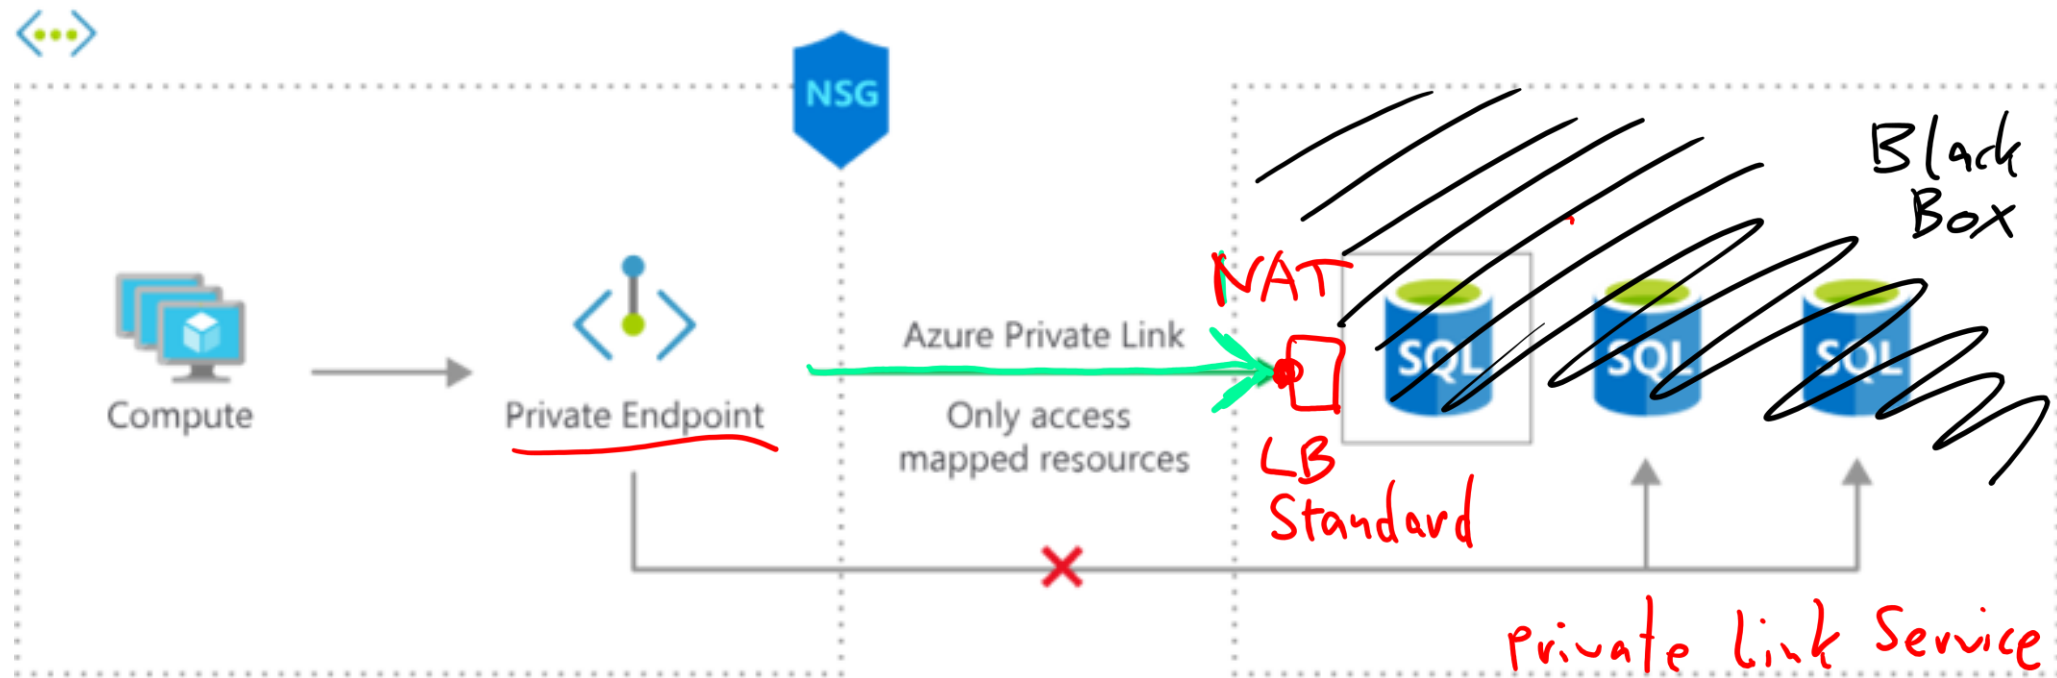 NSG
Black
Box
NAT
Azure Private Link
SQL
SQL
SQL
Compute
Private Endpoint
Only access
mapped resources
LB
Standard
Private Link Service